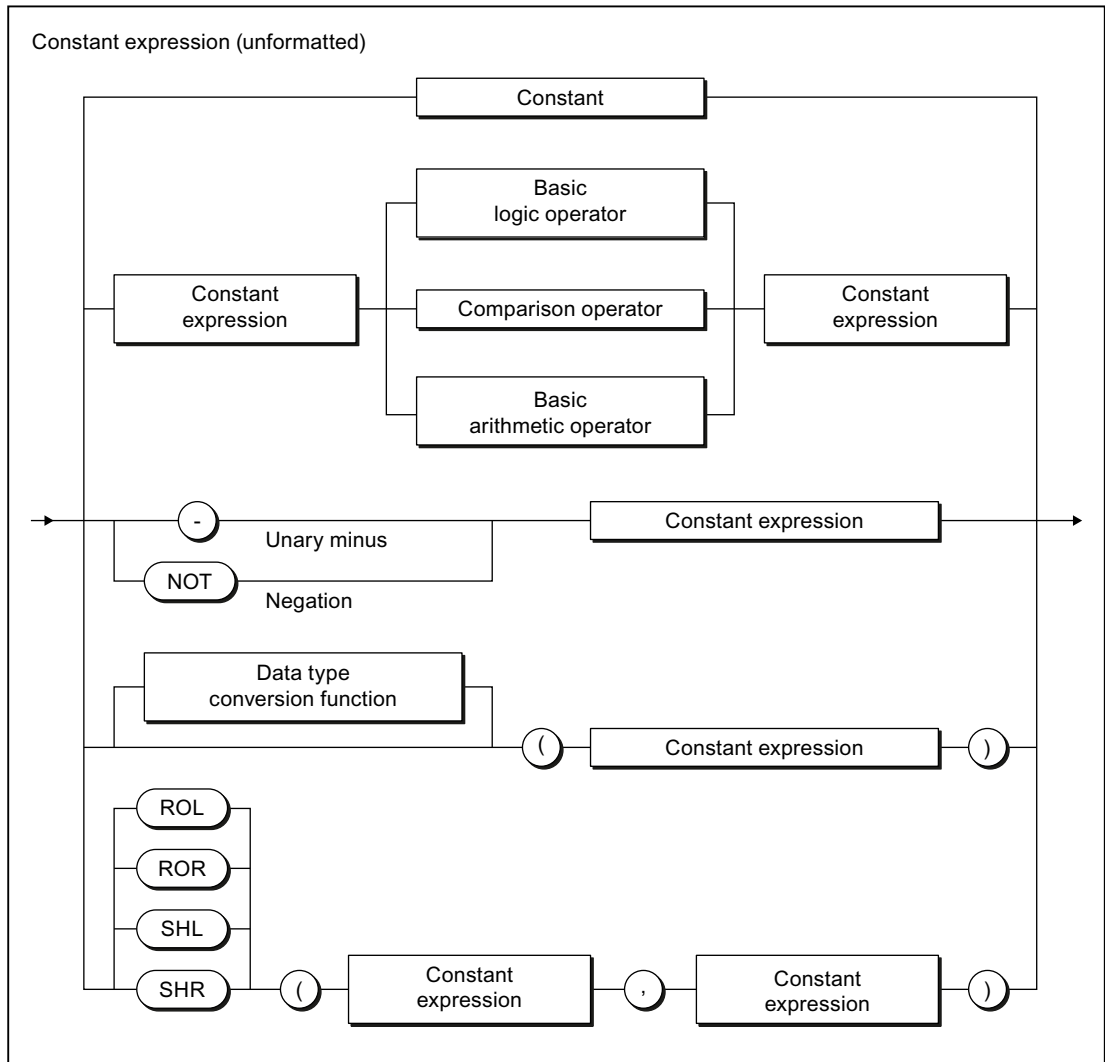 Constant expression (unformatted)
Constant
Basic
logic operator
Constant
expression
Comparison operator
Constant
expression
Basic
arithmetic operator
-
Unary minus
Constant expression
NOT
Negation
Data type
conversion function
(
Constant expression
)
ROL
ROR
SHL
SHR
(
Constant
expression
,
Constant
expression
)